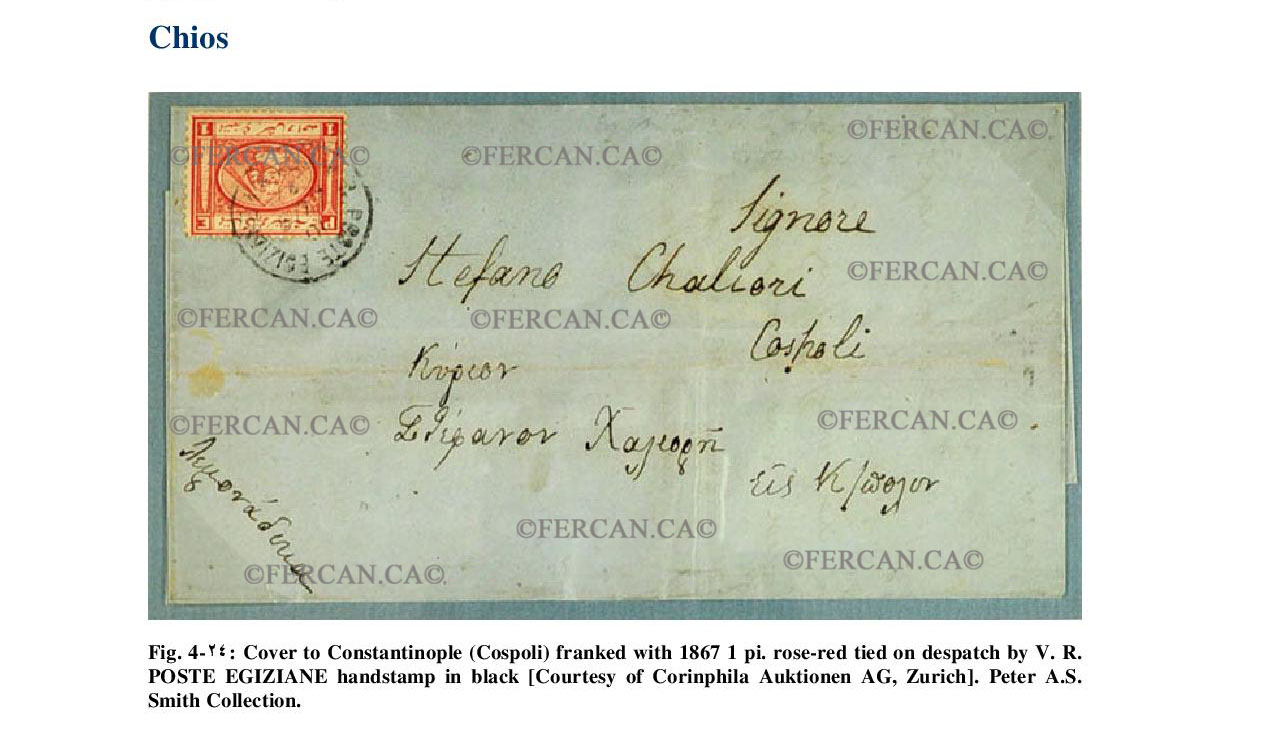 Chios
©FERCAN.CA©
©FERCAN.CA©
©FERCAN.CA©
POSTE EGIZIANE
Signore
Stefano Chaliori
©FERCAN.CA©
©FERCAN.CA©
©FERCAN.CA©
Cospoli
Κύριον
©FERCAN.CA©
©FERCAN.CA©
Στέφανον Χαλιορῆ
Εἰς Κ/πολιν
©FERCAN.CA©
©FERCAN.CA©
©FERCAN.CA©
Fig. 4-٢٤: Cover to Constantinople (Cospoli) franked with 1867 1 pi. rose-red tied on despatch by V. R.
POSTE EGIZIANE handstamp in black [Courtesy of Corinphila Auktionen AG, Zurich]. Peter A.S.
Smith Collection.